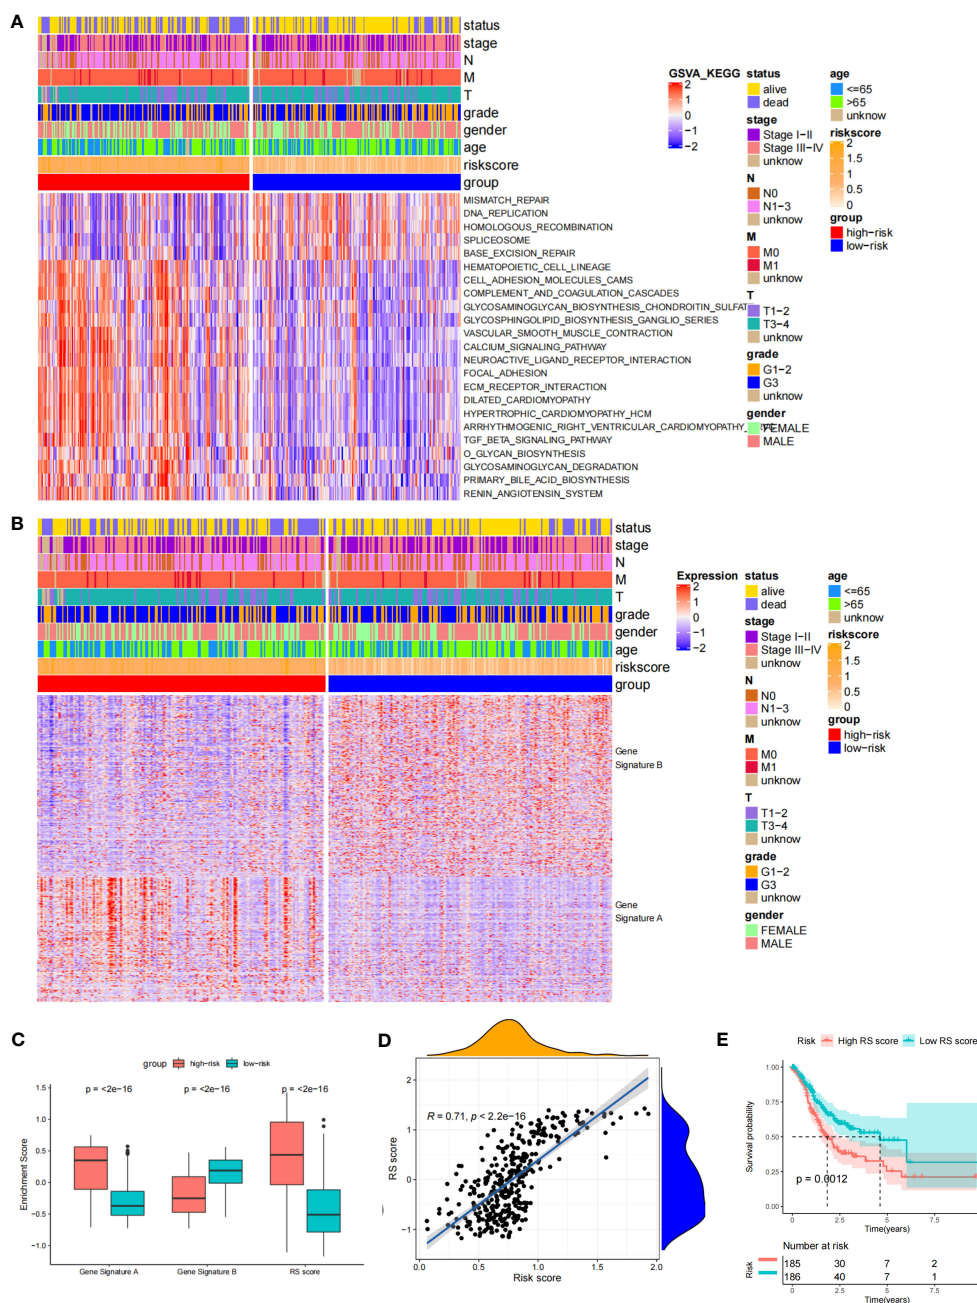 A
status
stage
N
M
T
grade
gender
age
riskscore
group
MISMATCH_REPAIR
DNA_REPLICATION
HOMOLOGOUS_RECOMBINATION
SPLICEOSOME
BASE_EXCISION_REPAIR
HEMATOPOIETIC_CELL_LINEAGE
CELL_ADHESION_MOLECULES_CAMS
COMPLEMENT_AND_COAGULATION_CASCADES
GLYCOSAMINOGLYCAN_BIOSYNTHESIS_CHONDROITIN_SULFATE
GLYCOSPHINGOLIPID_BIOSYNTHESIS_GANGLIO_SERIES
VASCULAR_SMOOTH_MUSCLE_CONTRACTION
CALCIUM_SIGNALING_PATHWAY
NEUROACTIVE_LIGAND_RECEPTOR_INTERACTION
FOCAL_ADHESION
ECM_RECEPTOR_INTERACTION
DILATED_CARDIOMYOPATHY
HYPERTROPHIC_CARDIOMYOPATHY_HCM
ARRHYTHMOGENIC_RIGHT_VENTRICULAR_CARDIOMYOPATHY_
TGF_BETA_SIGNALING_PATHWAY
O_GLYCAN_BIOSYNTHESIS
GLYCOSAMINOGLYCAN_DEGRADATION
PRIMARY_BILE_ACID_BIOSYNTHESIS
RENIN_ANGIOTENSIN_SYSTEM
GSVA_KEGG
2
1
0
−1
−2
status
alive
dead
stage
Stage I−II
Stage III−IV
unknow
N
N0
N1−3
unknow
M
M0
M1
unknow
T
T1−2
T3−4
unknow
grade
G1−2
G3
unknow
gender
FEMALE
MALE
age
<=65
>65
unknow
riskscore
2
1.5
1
0.5
0
group
high−risk
low−risk
B
status
stage
N
M
T
grade
gender
age
riskscore
group
Gene
Signature B
Gene
Signature A
Expression
2
1
0
−1
−2
status
alive
dead
stage
Stage I−II
Stage III−IV
unknow
N
N0
N1−3
unknow
M
M0
M1
unknow
T
T1−2
T3−4
unknow
grade
G1−2
G3
unknow
gender
FEMALE
MALE
age
<=65
>65
unknow
riskscore
2
1.5
1
0.5
0
group
high−risk
low−risk
C
group high−risk low−risk
p = <2e−16 p = <2e−16 p = <2e−16
Enrichment Score
1.5
1.0
0.5
0.0
−0.5
−1.0
Gene Signature A Gene Signature B RS score
D
R = 0.71, p < 2.2e−16
RS score
2
1
0
−1
0.0 0.5 1.0 1.5 2.0
Risk score
E
Risk High RS score Low RS score
Survival probability
1.00
0.75
0.50
0.25
0.00
p = 0.0012
0 2.5 5 7.5
Time(years)
Number at risk
Risk
185 30 7 2
186 40 7 1
0 2.5 5 7.5
Time(years)